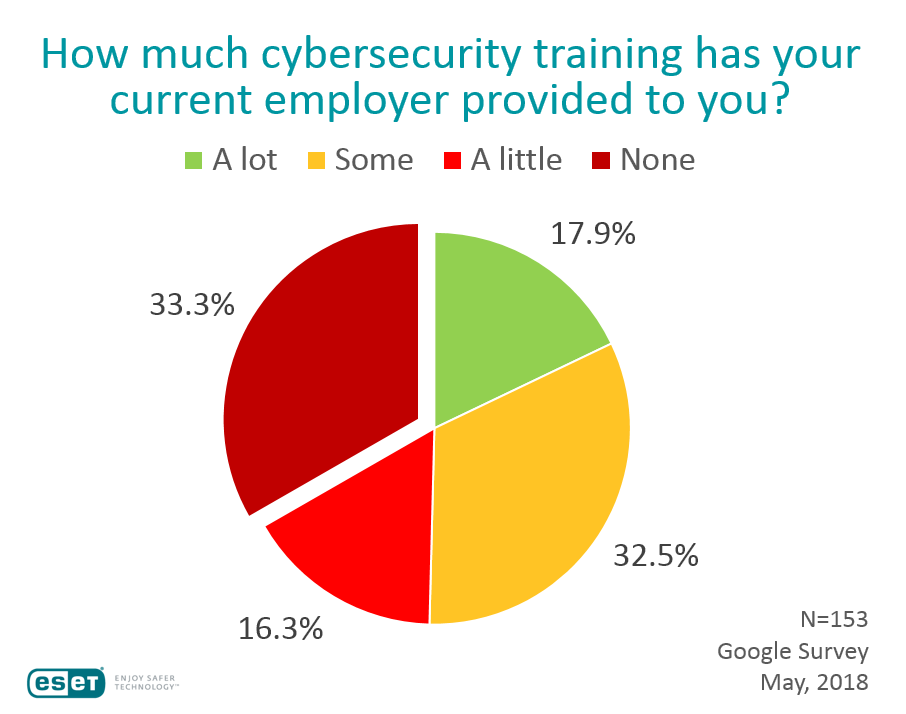 How much cybersecurity training has your
current employer provided to you?
A lot Some A little None
17.9%
33.3%
32.5%
16.3%
N=153
Google Survey
May, 2018
eseT ENJOY SAFER
TECHNOLOGY™